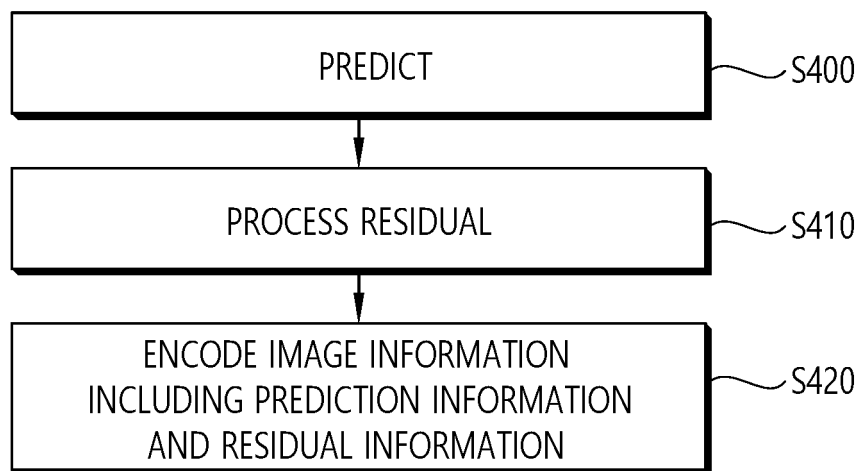 PREDICT
S400
PROCESS RESIDUAL
S410
ENCODE IMAGE INFORMATION
INCLUDING PREDICTION INFORMATION
AND RESIDUAL INFORMATION
S420